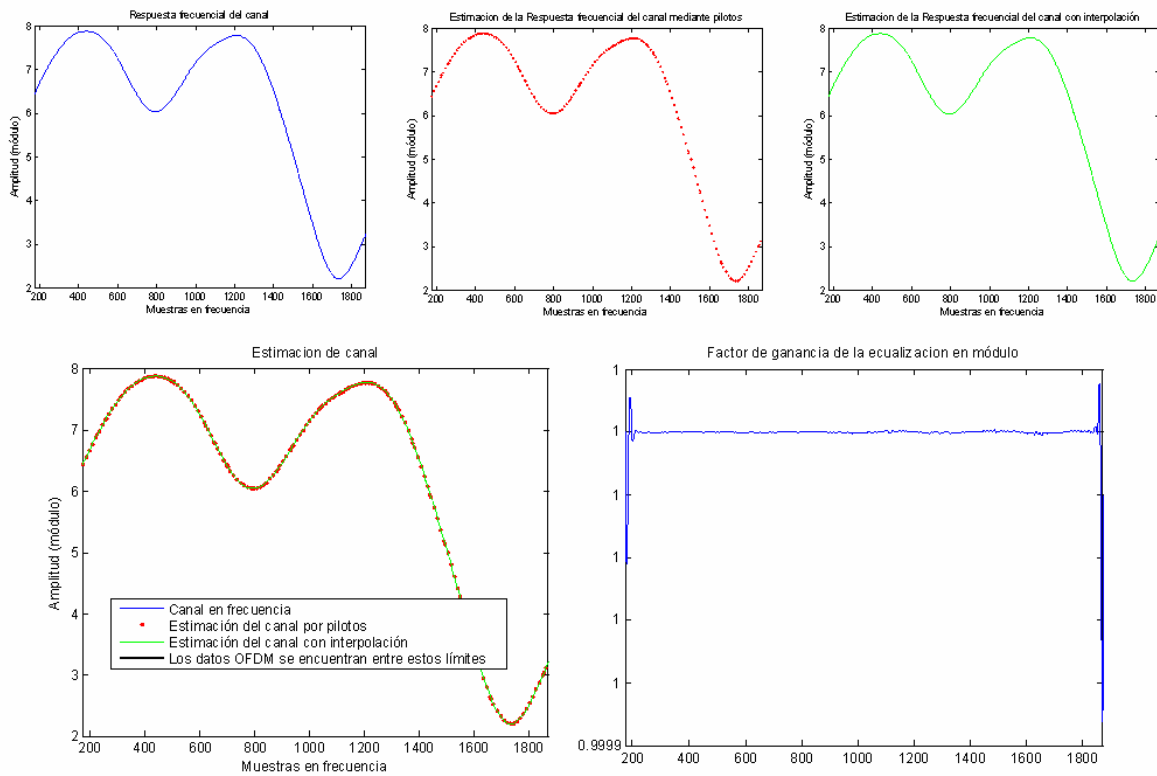 Respuesta frecuencial del canal
8
7
6
5
4
3
2
Amplitud (módulo)
200 400 600 800 1000 1200 1400 1600 1800
Muestras en frecuencia
Estimacion de la Respuesta frecuencial del canal mediante pilotos
8
7
6
5
4
3
2
Amplitud (módulo)
200 400 600 800 1000 1200 1400 1600 1800
Muestras en frecuencia
Estimacion de la Respuesta frecuencial del canal con interpolación
8
7
6
5
4
3
2
Amplitud (módulo)
200 400 600 800 1000 1200 1400 1600 1800
Muestras en frecuencia
Estimacion de canal
8
7
6
5
4
3
2
Amplitud (módulo)
Canal en frecuencia
Estimación del canal por pilotos
Estimación del canal con interpolación
Los datos OFDM se encuentran entre estos límites
200 400 600 800 1000 1200 1400 1600 1800
Muestras en frecuencia
Factor de ganancia de la ecualizacion en módulo
1
1
1
1
1
1
0.9999
200 400 600 800 1000 1200 1400 1600 1800